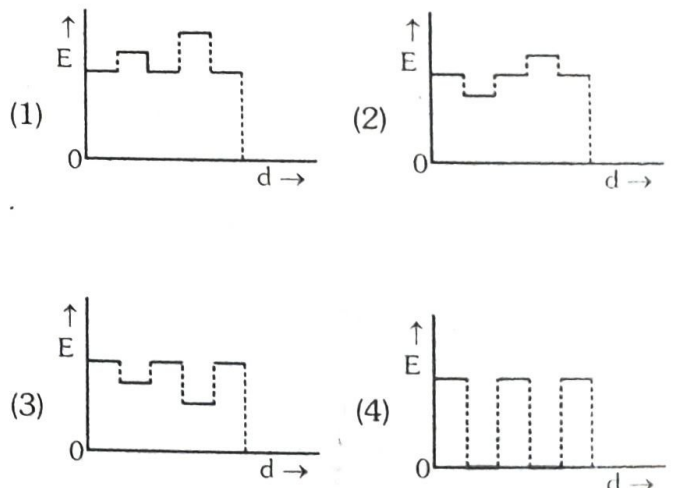 ↑ ↑
E E
(1) (2)
0 0
d → d →
↑ ↑
E E
(3) (4)
0 0
d → d →